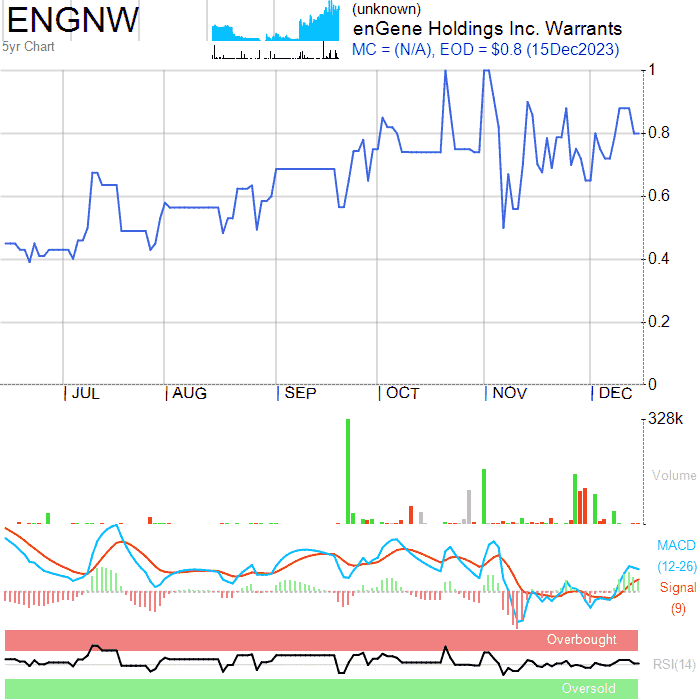 ENGNW
5yr Chart
(unknown)
enGene Holdings Inc. Warrants
MC = (N/A), EOD = $0.8 (15Dec2023)
1
0.8
0.6
0.4
0.2
0
JUL AUG SEP OCT NOV DEC
328k
Volume
MACD
(12-26)
Signal
(9)
Overbought
RSI(14)
Oversold